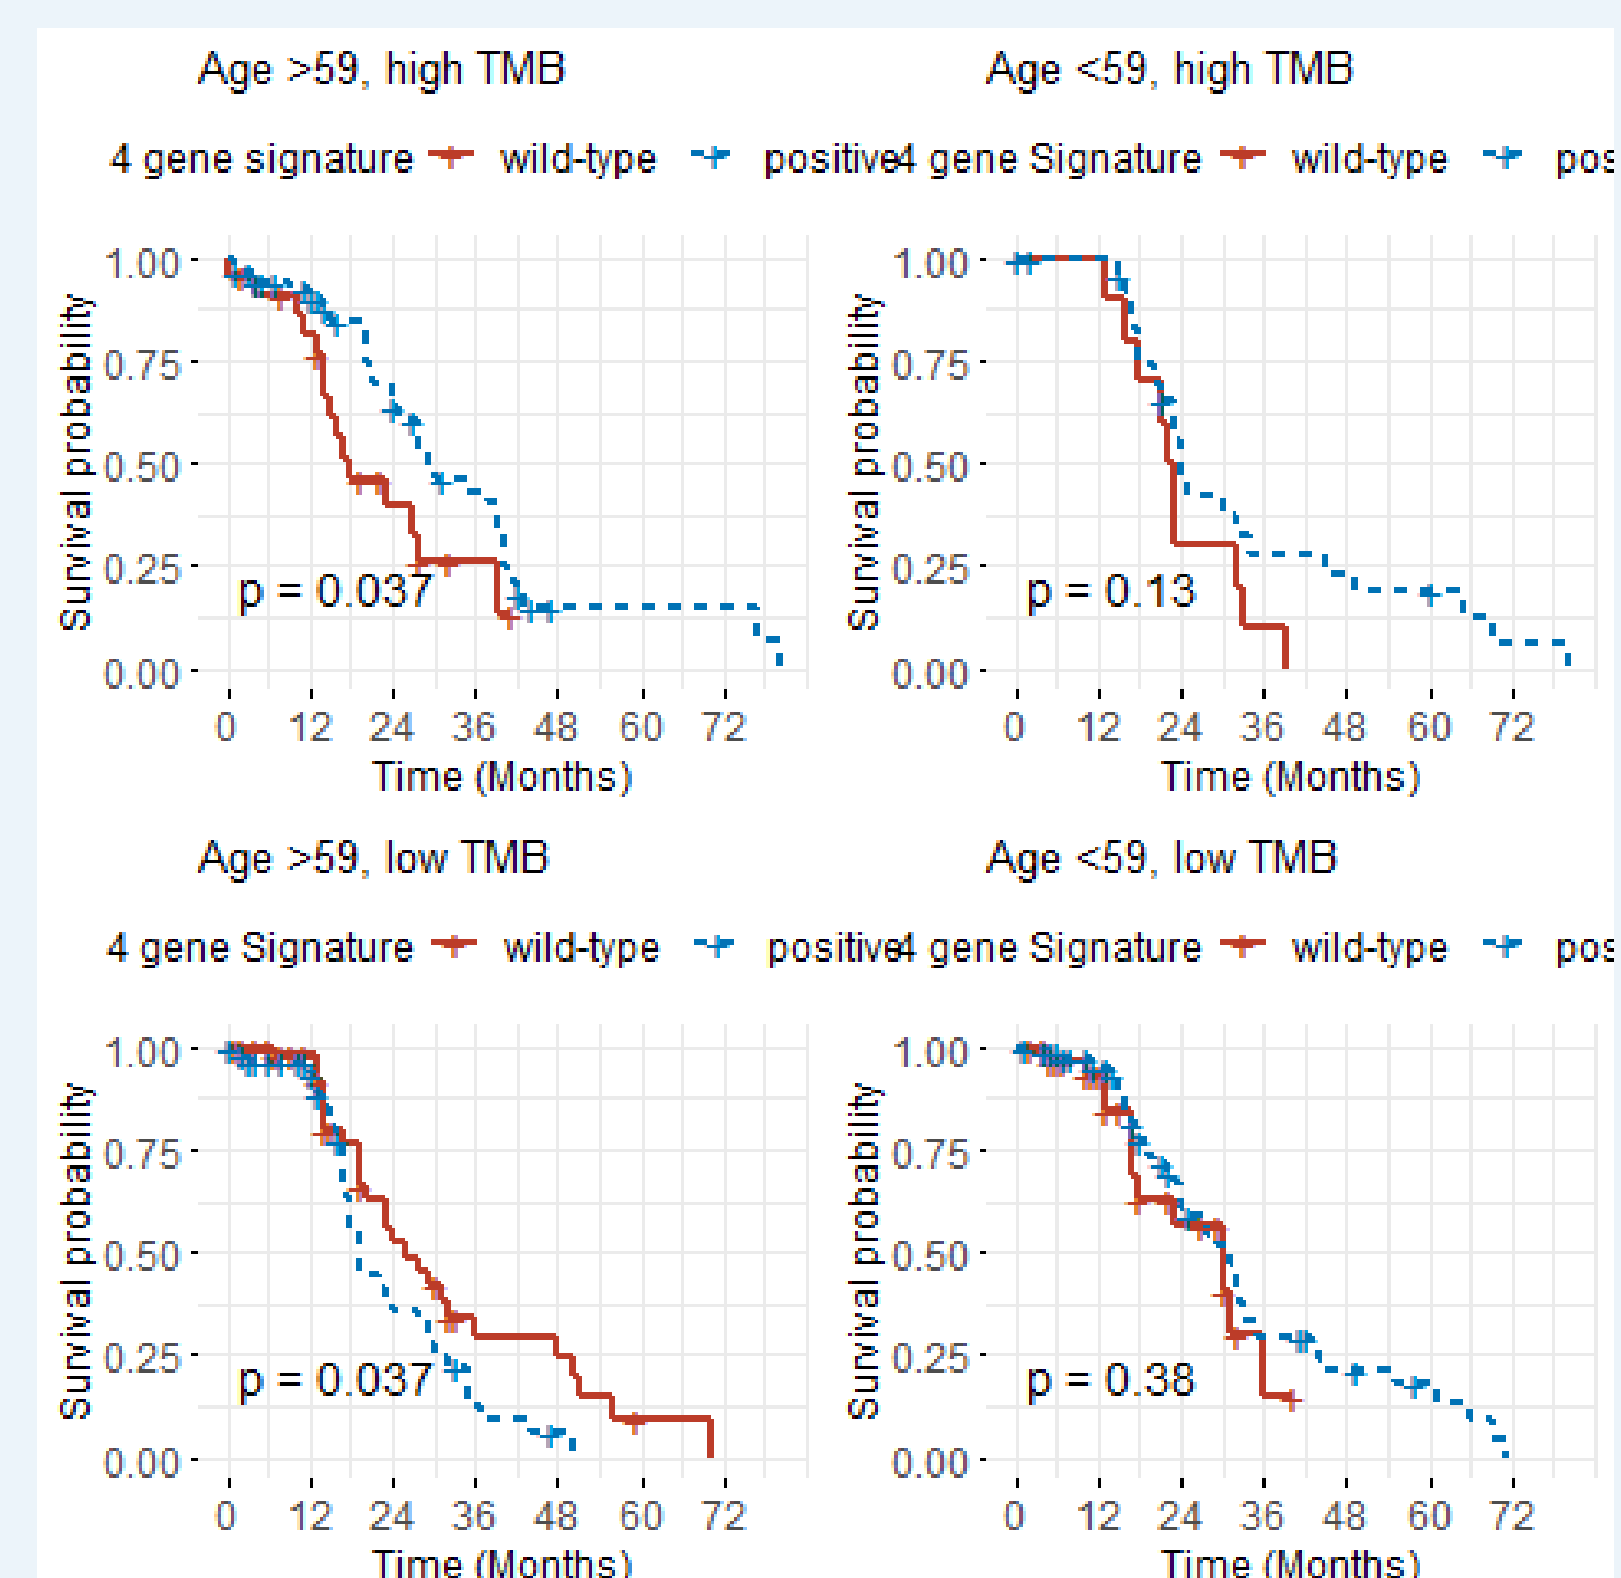 Age >59, high TMB
4 gene signature wild-type positive
1.00
0.75
0.50
0.25
0.00
Survival probability
p = 0.037
0 12 24 36 48 60 72
Time (Months)
Age <59, high TMB
4 gene Signature wild-type pos
1.00
0.75
0.50
0.25
0.00
Survival probability
p = 0.13
0 12 24 36 48 60 72
Time (Months)
Age >59, low TMB
4 gene Signature wild-type positive
1.00
0.75
0.50
0.25
0.00
Survival probability
p = 0.037
0 12 24 36 48 60 72
Time (Months)
Age <59, low TMB
4 gene Signature wild-type pos
1.00
0.75
0.50
0.25
0.00
Survival probability
p = 0.38
0 12 24 36 48 60 72
Time (Months)